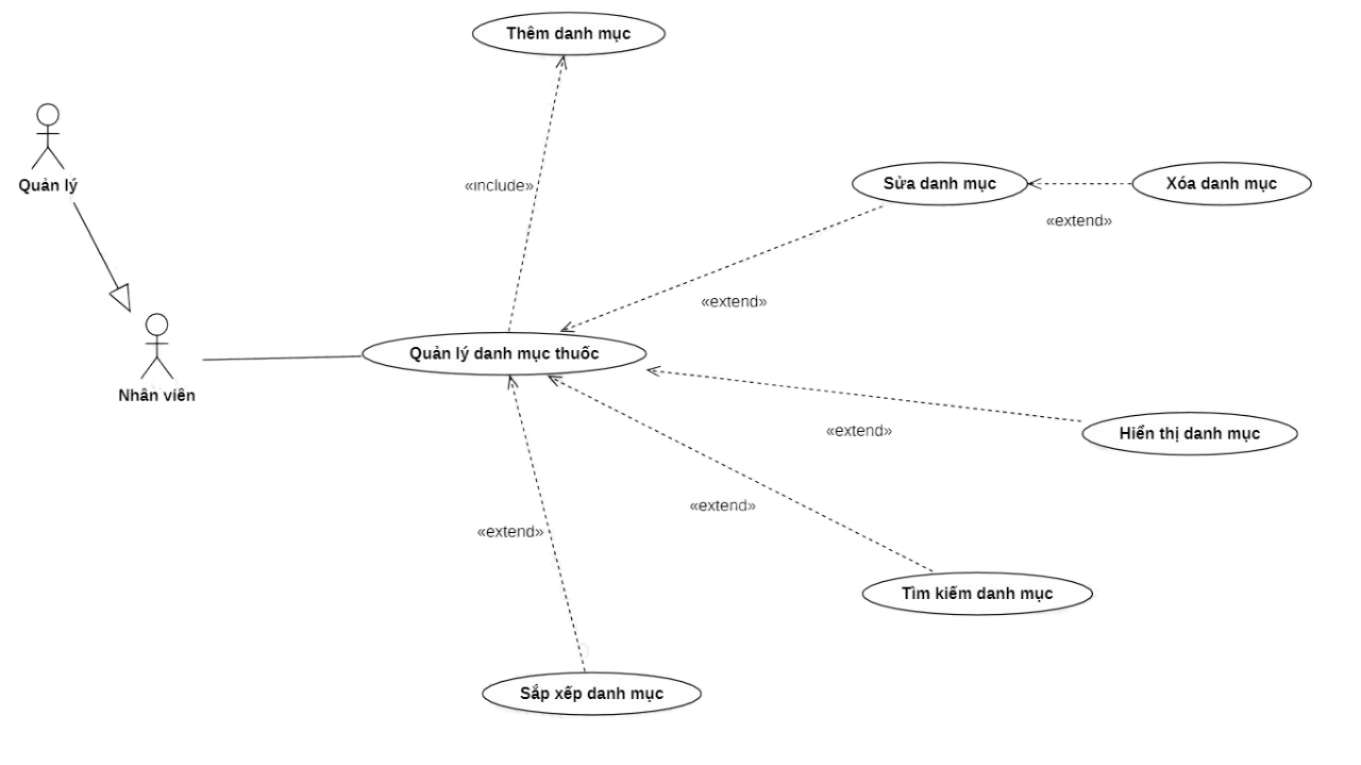 Thêm danh mục
Quản lý
«include»
Sửa danh mục
Xóa danh mục
«extend»
«extend»
Nhân viên
Quản lý danh mục thuốc
«extend»
Hiển thị danh mục
«extend»
«extend»
Tìm kiếm danh mục
Sắp xếp danh mục